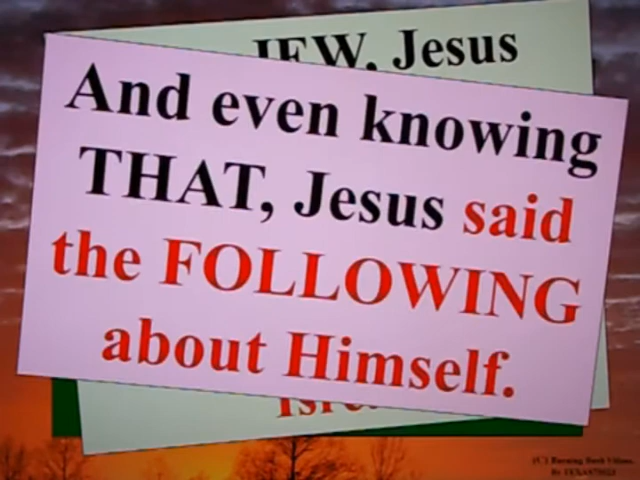 JEW, Jesus
And even knowing
THAT, Jesus said
the FOLLOWING
about Himself.